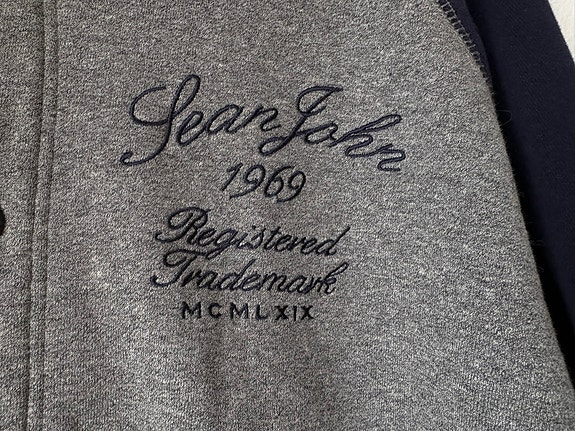 Sean John
1969
Registered
Trademark
MCMLXIX